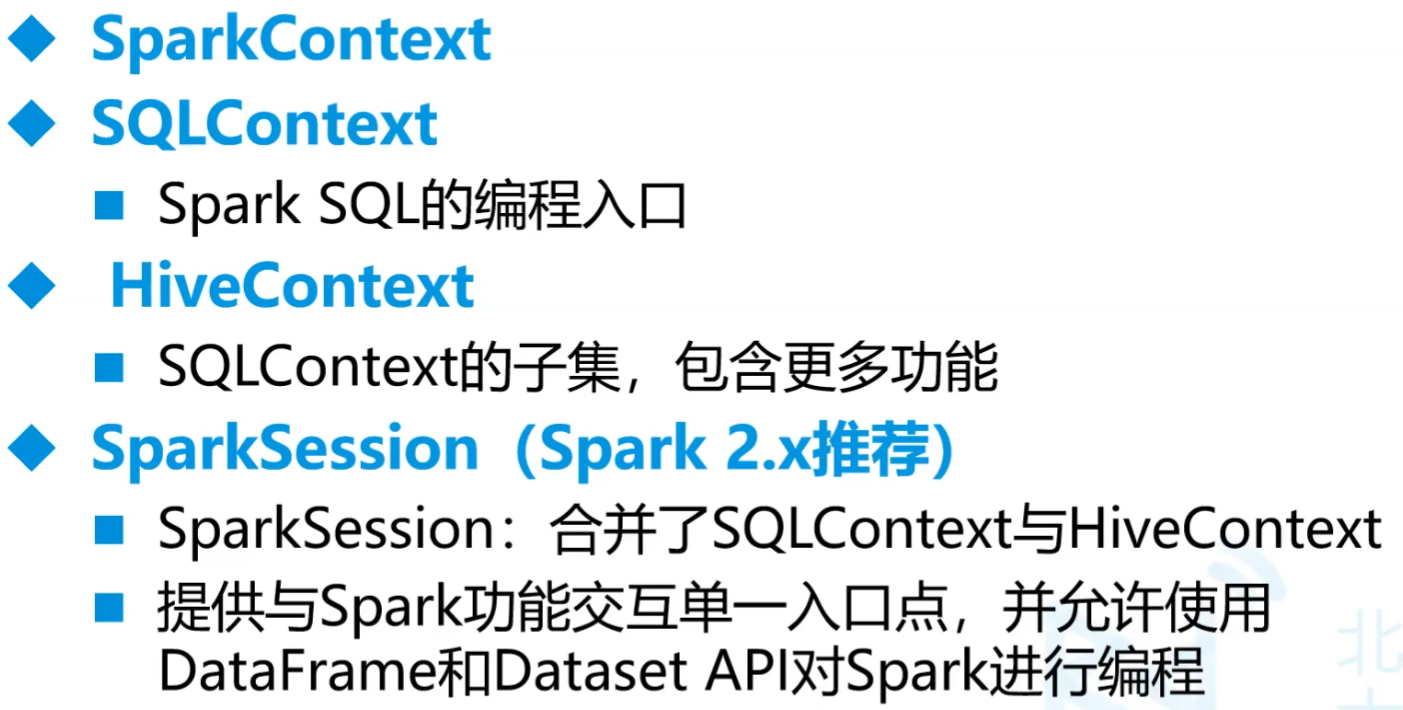 SparkContext
SQLContext
Spark SQL的编程入口
HiveContext
SQLContext的子集，包含更多功能
SparkSession（Spark 2.x推荐）
SparkSession：合并了SQLContext与HiveContext
提供与Spark功能交互单一入口点，并允许使用
DataFrame和Dataset API对Spark进行编程
北